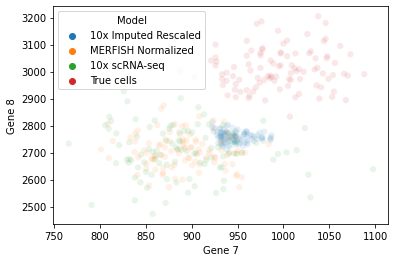 Model
10x Imputed Rescaled
MERFISH Normalized
10x scRNA-seq
True cells
3200
3100
3000
2900
2800
2700
2600
2500
Gene 8
750 800 850 900 950 1000 1050 1100
Gene 7